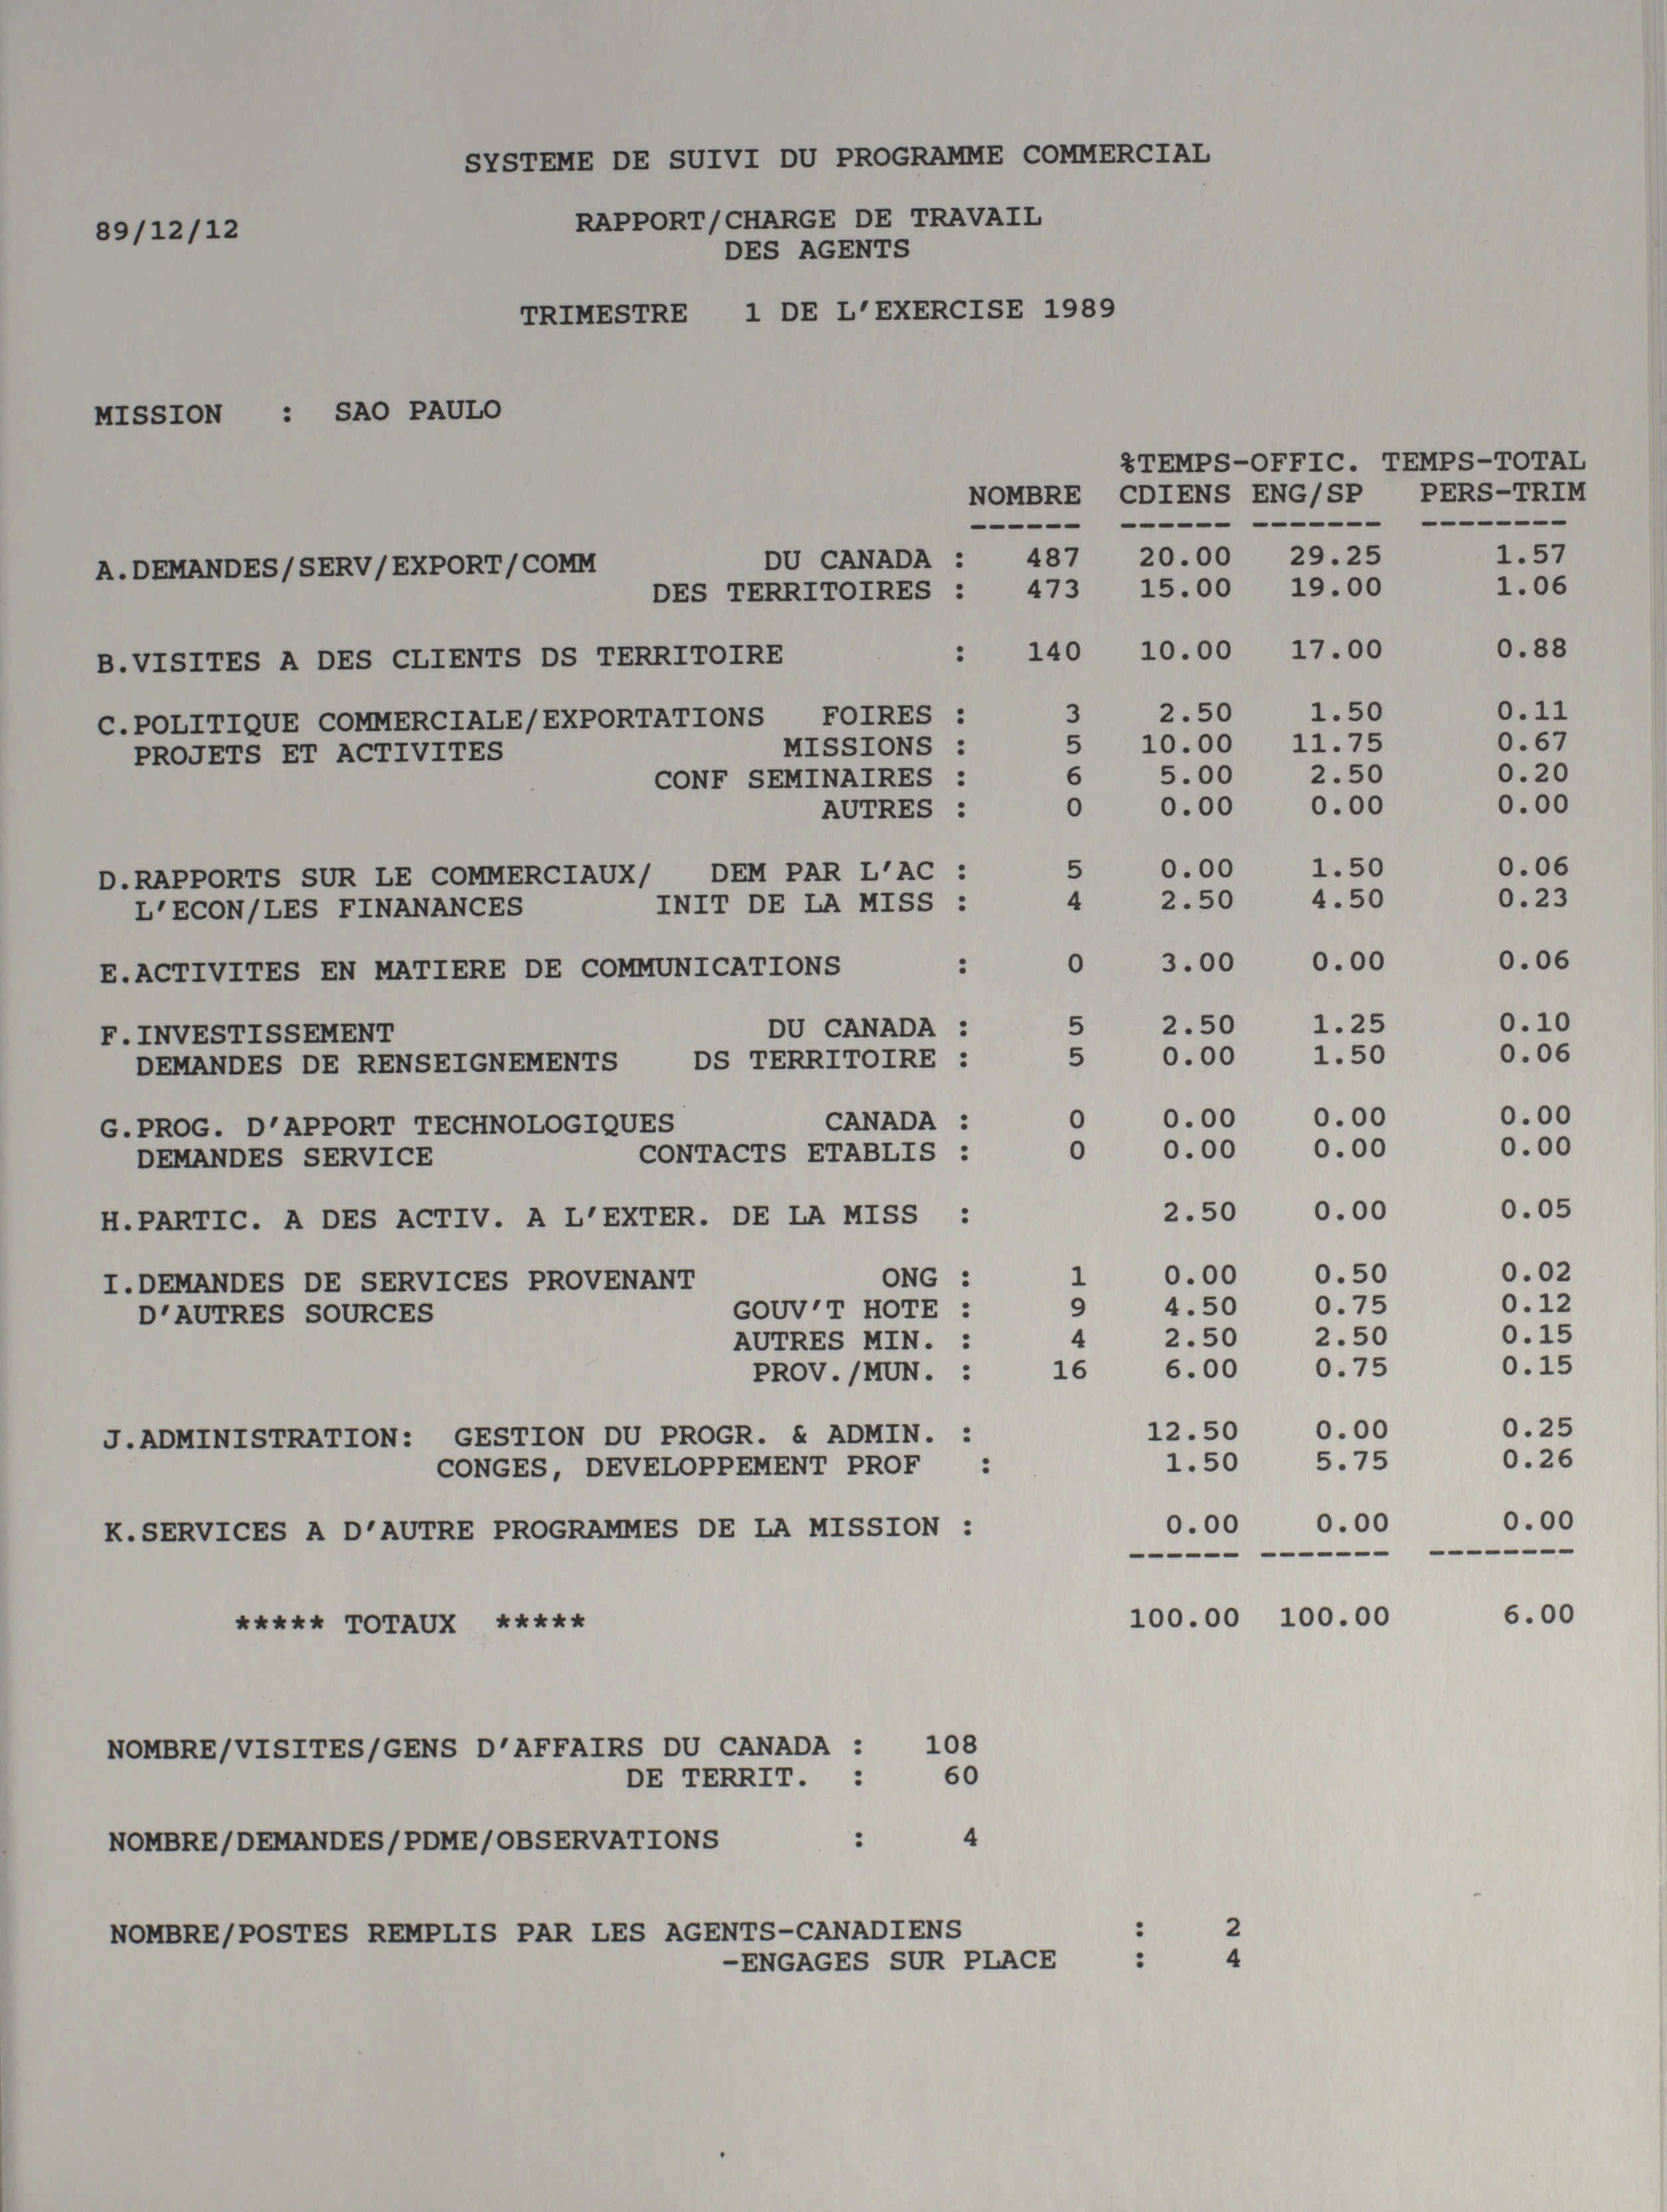 SYSTEME DE SUIVI DU PROGRAMME COMMERCIAL
89/12/12 RAPPORT/CHARGE DE TRAVAIL
DES AGENTS
TRIMESTRE 1 DE L'EXERCISE 1989
MISSION : SAO PAULO
%TEMPS-OFFIC. TEMPS-TOTAL
NOMBRE CDIENS ENG/SP PERS-TRIM
------ ------ ------- --------
A.DEMANDES/SERV/EXPORT/COMM DU CANADA : 487 20.00 29.25 1.57
DES TERRITOIRES : 473 15.00 19.00 1.06
B.VISITES A DES CLIENTS DS TERRITOIRE : 140 10.00 17.00 0.88
C.POLITIQUE COMMERCIALE/EXPORTATIONS FOIRES : 3 2.50 1.50 0.11
PROJETS ET ACTIVITES MISSIONS : 5 10.00 11.75 0.67
CONF SEMINAIRES : 6 5.00 2.50 0.20
AUTRES : 0 0.00 0.00 0.00
D.RAPPORTS SUR LE COMMERCIAUX/ DEM PAR L'AC : 5 0.00 1.50 0.06
L'ECON/LES FINANANCES INIT DE LA MISS : 4 2.50 4.50 0.23
E.ACTIVITES EN MATIERE DE COMMUNICATIONS : 0 3.00 0.00 0.06
F.INVESTISSEMENT DU CANADA : 5 2.50 1.25 0.10
DEMANDES DE RENSEIGNEMENTS DS TERRITOIRE : 5 0.00 1.50 0.06
G.PROG. D'APPORT TECHNOLOGIQUES CANADA : 0 0.00 0.00 0.00
DEMANDES SERVICE CONTACTS ETABLIS : 0 0.00 0.00 0.00
H.PARTIC. A DES ACTIV. A L'EXTER. DE LA MISS : 2.50 0.00 0.05
I.DEMANDES DE SERVICES PROVENANT ONG : 1 0.00 0.50 0.02
D'AUTRES SOURCES GOUV'T HOTE : 9 4.50 0.75 0.12
AUTRES MIN. : 4 2.50 2.50 0.15
PROV./MUN. : 16 6.00 0.75 0.15
J.ADMINISTRATION: GESTION DU PROGR. & ADMIN. : 12.50 0.00 0.25
CONGES, DEVELOPPEMENT PROF : 1.50 5.75 0.26
K.SERVICES A D'AUTRE PROGRAMMES DE LA MISSION : 0.00 0.00 0.00
------ ------- --------
***** TOTAUX ***** 100.00 100.00 6.00
NOMBRE/VISITES/GENS D'AFFAIRS DU CANADA : 108
DE TERRIT. : 60
NOMBRE/DEMANDES/PDME/OBSERVATIONS : 4
NOMBRE/POSTES REMPLIS PAR LES AGENTS-CANADIENS : 2
-ENGAGES SUR PLACE : 4